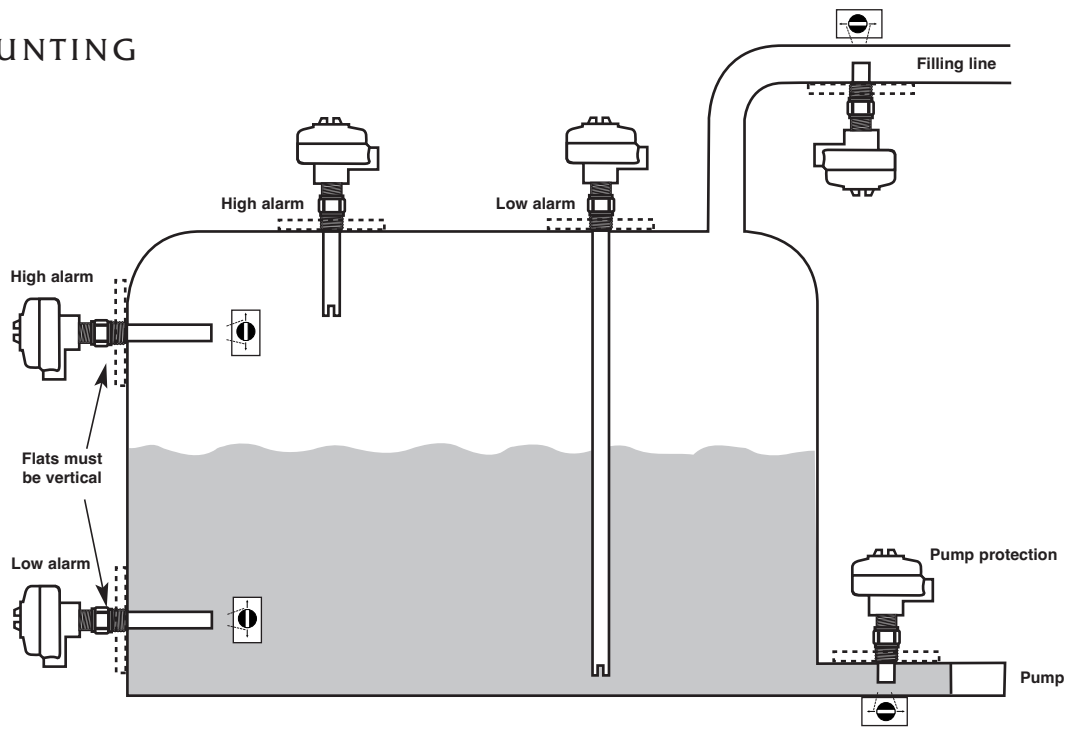 UNTING
Filling line
High alarm
Low alarm
High alarm
Flats must
be vertical
Low alarm
Pump protection
Pump